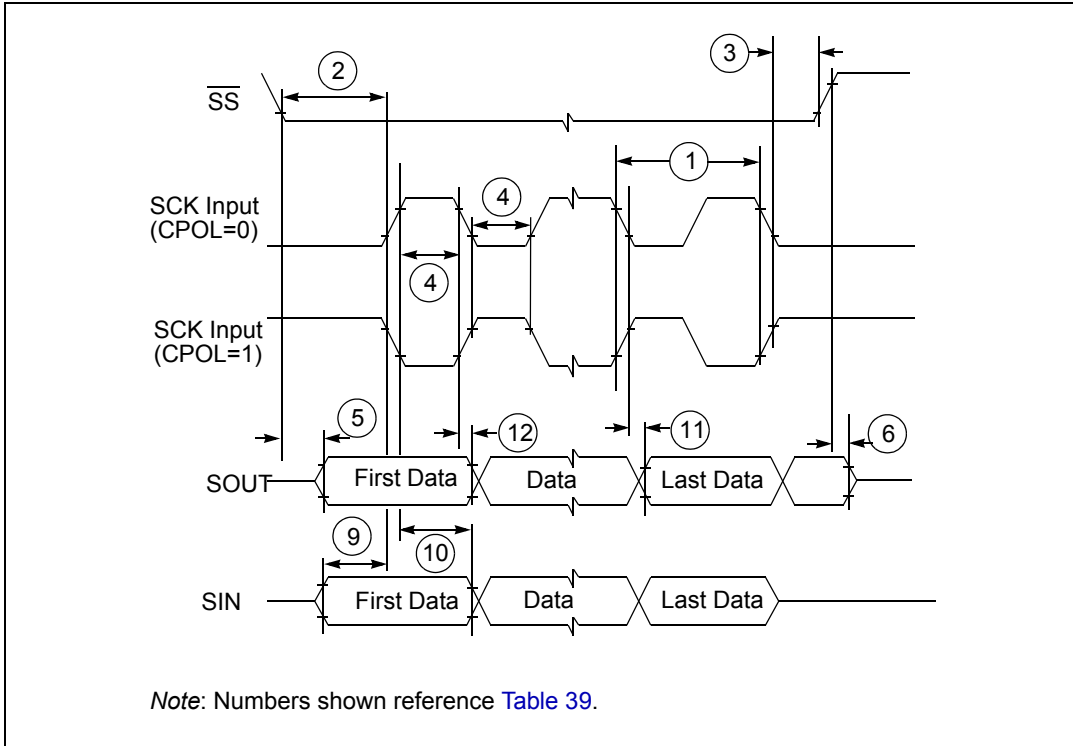 3
2
SS
1
SCK Input
(CPOL=0)
4
4
SCK Input
(CPOL=1)
5
12
11
6
SOUT
First Data
Data
Last Data
9
10
SIN
First Data
Data
Last Data
Note: Numbers shown reference Table 39.